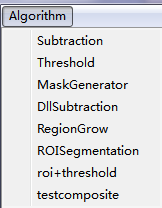 Algorithm
Subtraction
Threshold
MaskGenerator
DllSubtraction
RegionGrow
ROISegmentation
roi+threshold
testcomposite